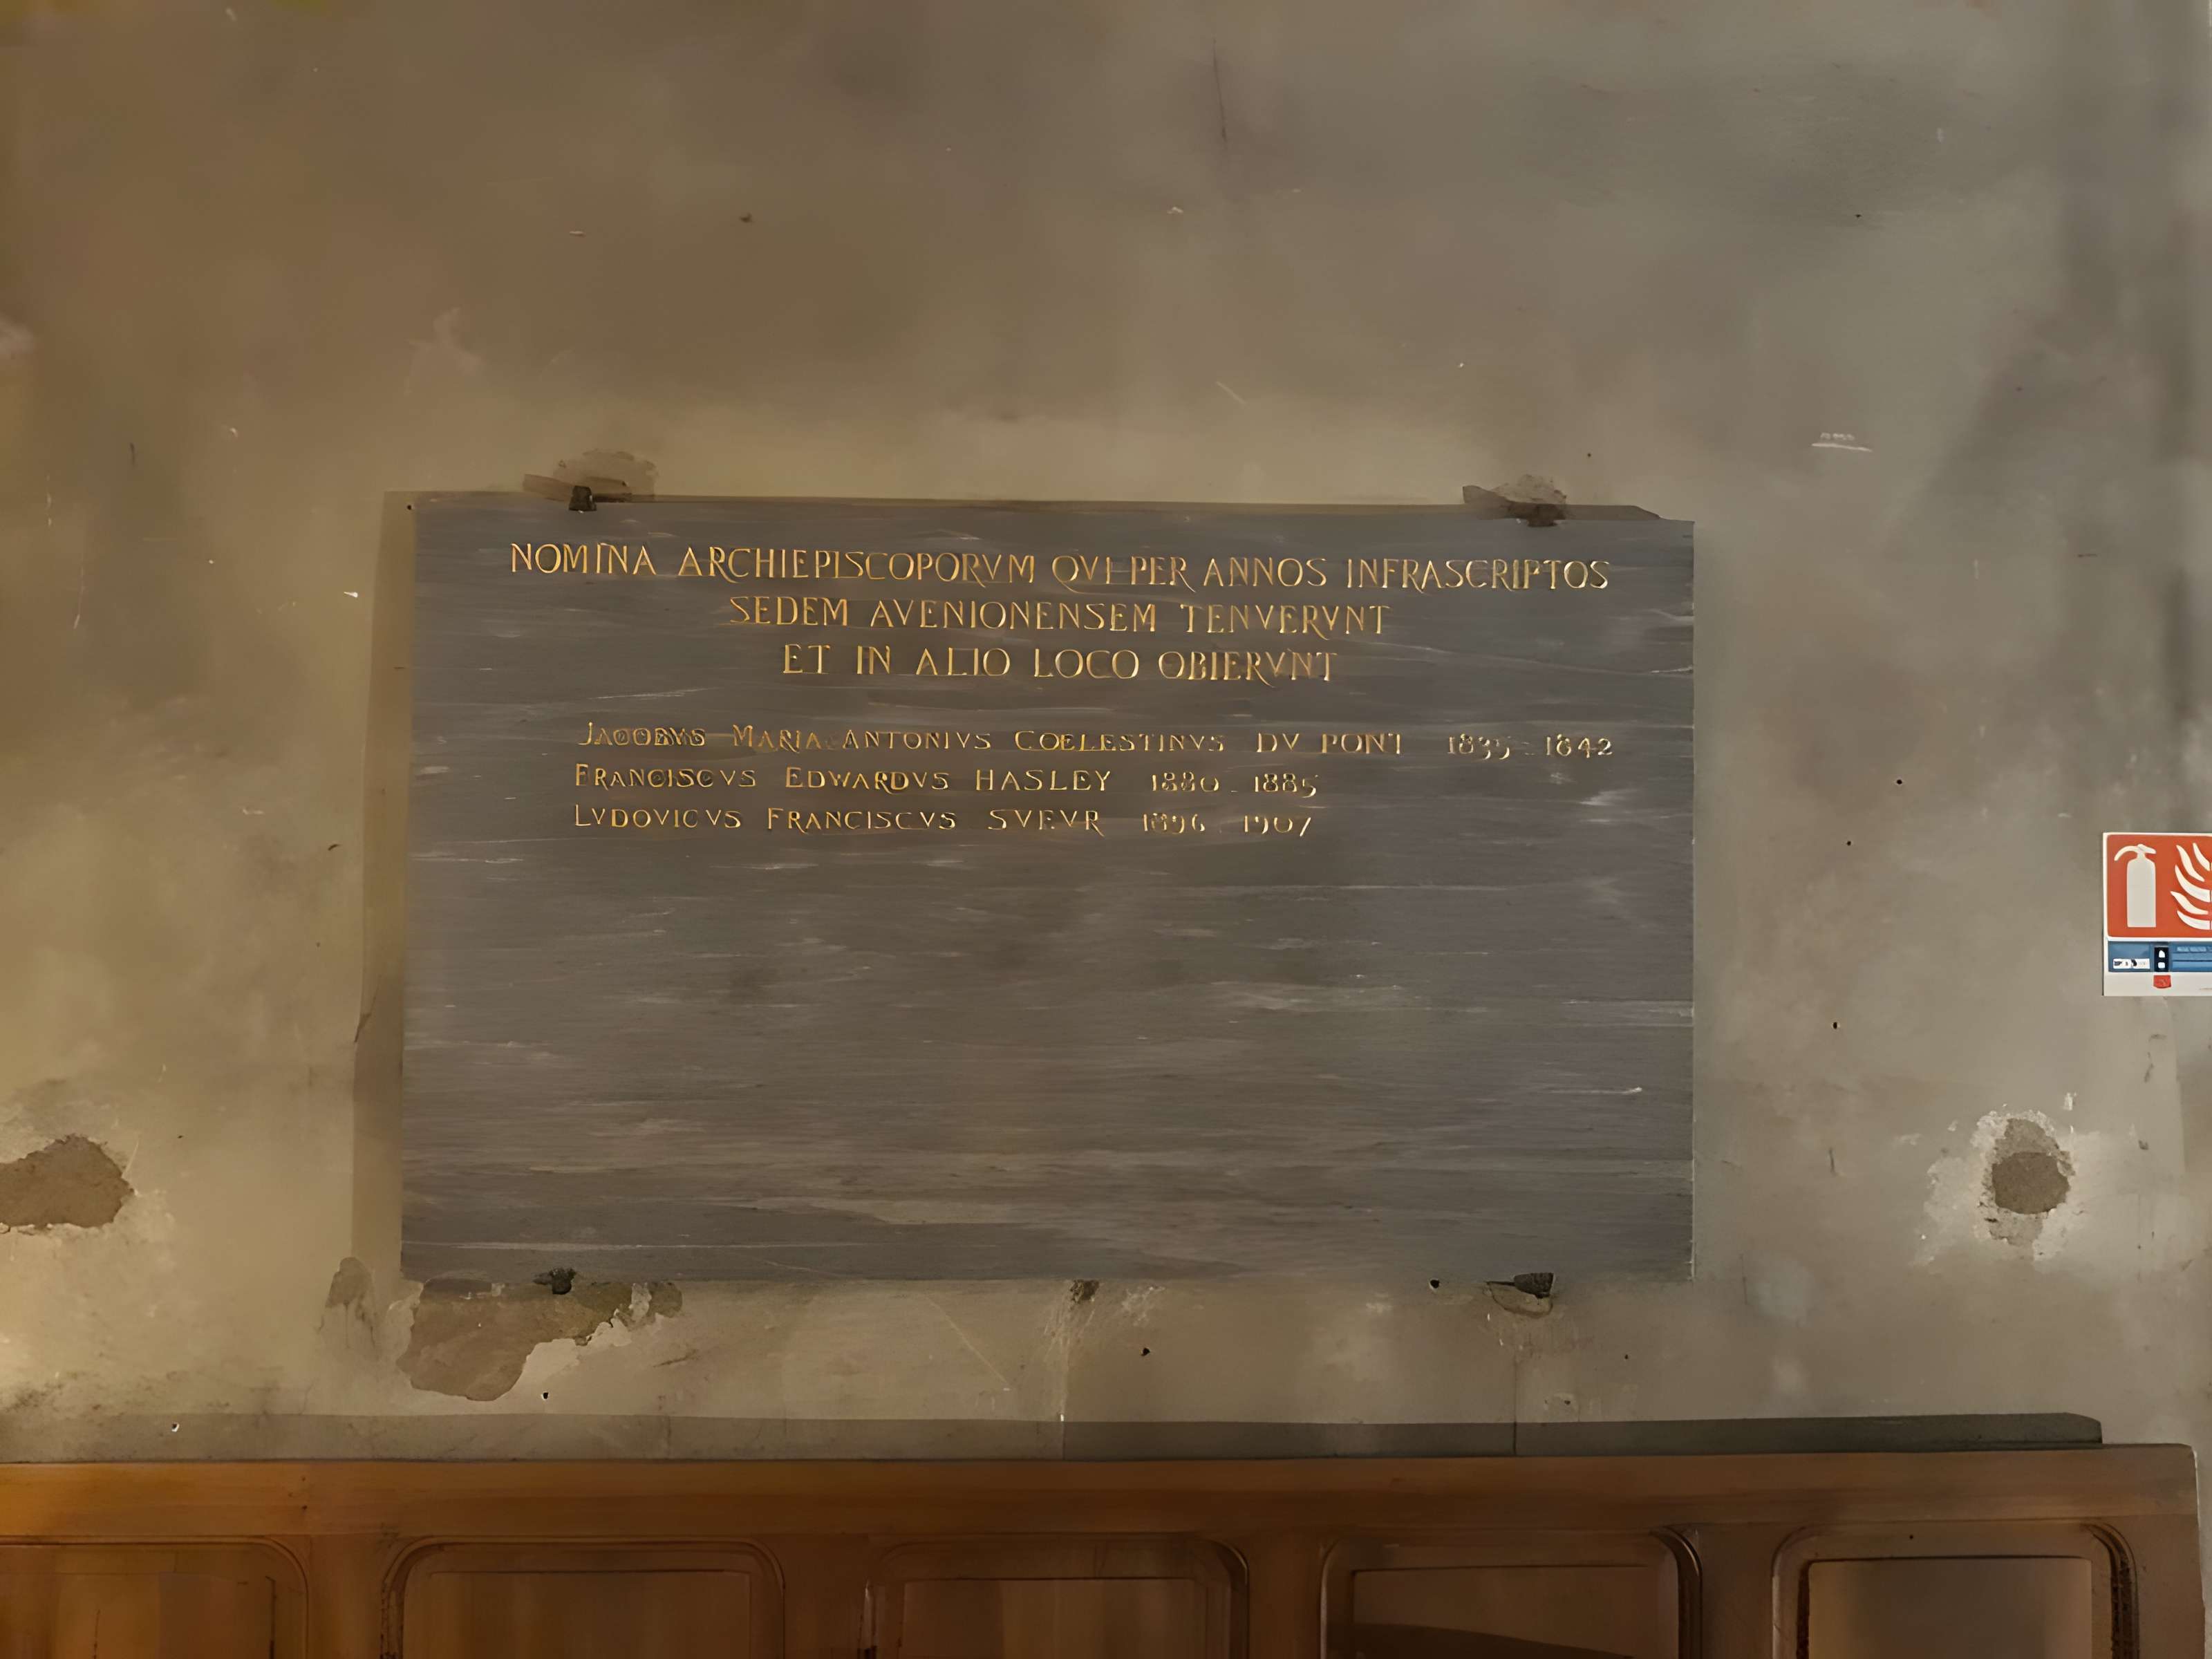 NOMINA ARCHIEPISCOPORVM QVI PER ANNOS INFRASCRIPTOS
SEDEM AVENIONENSEM TENVERVNT
ET IN ALIO LOCO OBIERVNT
JACOBVS MARIA ANTONIVS COELESTINVS DV PONT 1835-1842
FRANCISCVS EDWARDVS HASLEY 1880-1885
LVDOVICVS FRANCISCVS SVEVR 1896-1907